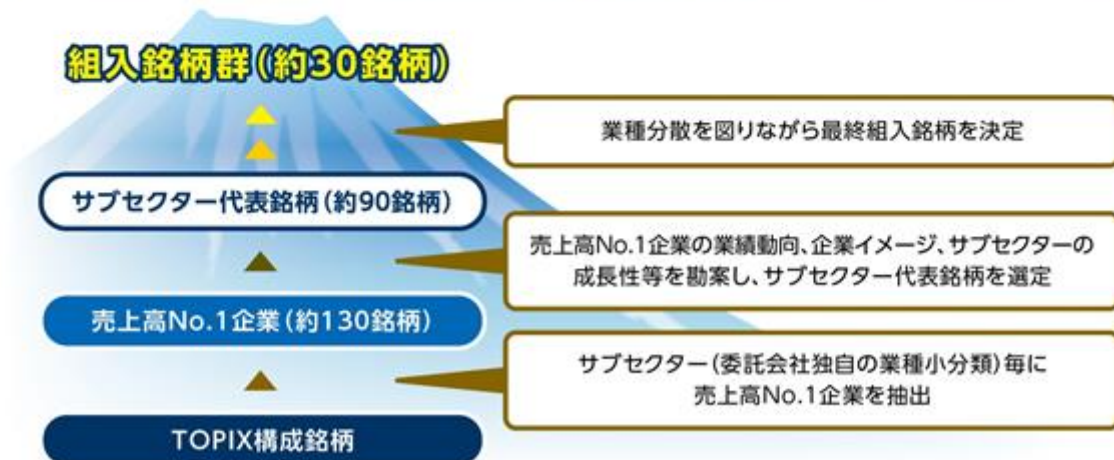 組入銘柄群(約30銘柄)
業種分散を図りながら最終組入銘柄を決定
サブセクター代表銘柄(約90銘柄)
売上高No.1企業の業績動向、企業イメージ、サブセクターの
成長性等を勘案し、サブセクター代表銘柄を選定
売上高No.1企業(約130銘柄)
サブセクター(委託会社独自の業種小分類)毎に
売上高No.1企業を抽出
TOPIX構成銘柄